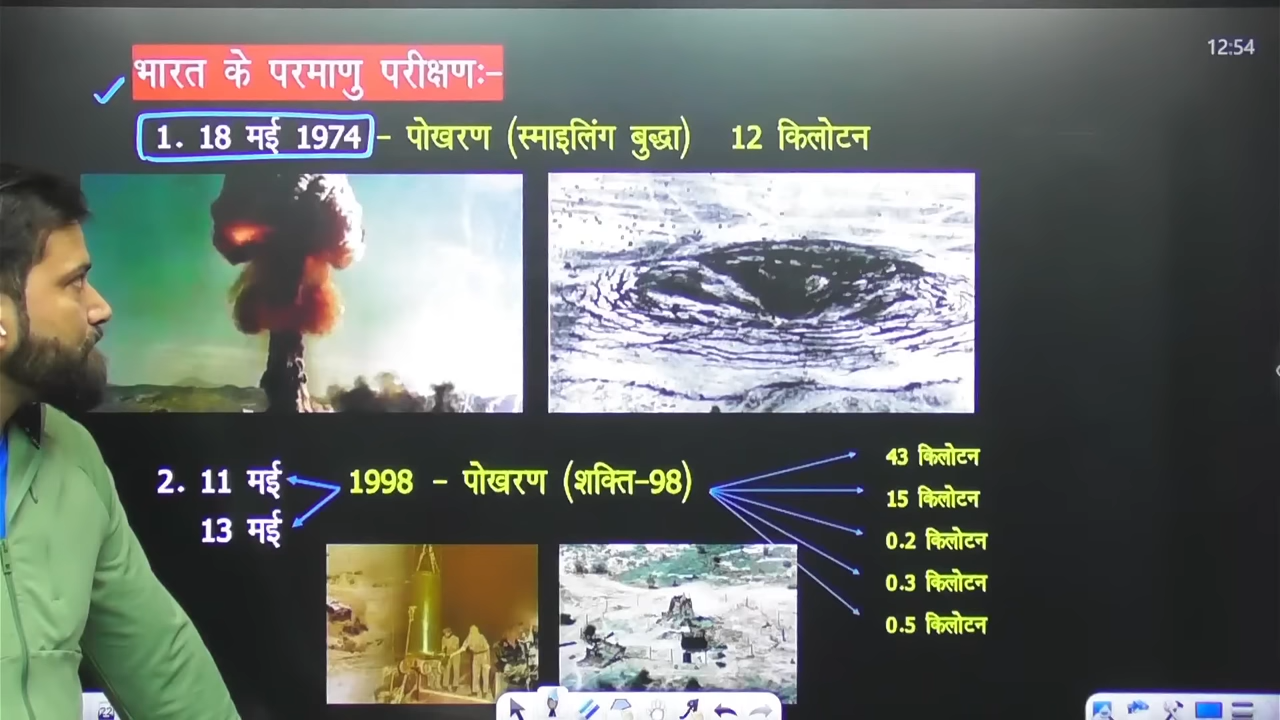 12:54
भारत के परमाणु परीक्षणः-
1. 18 मई 1974 - पोखरण (स्माइलिंग बुद्धा) 12 किलोटन
2. 11 मई 1998 - पोखरण (शक्ति-98)
13 मई
43 किलोटन
15 किलोटन
0.2 किलोटन
0.3 किलोटन
0.5 किलोटन
22